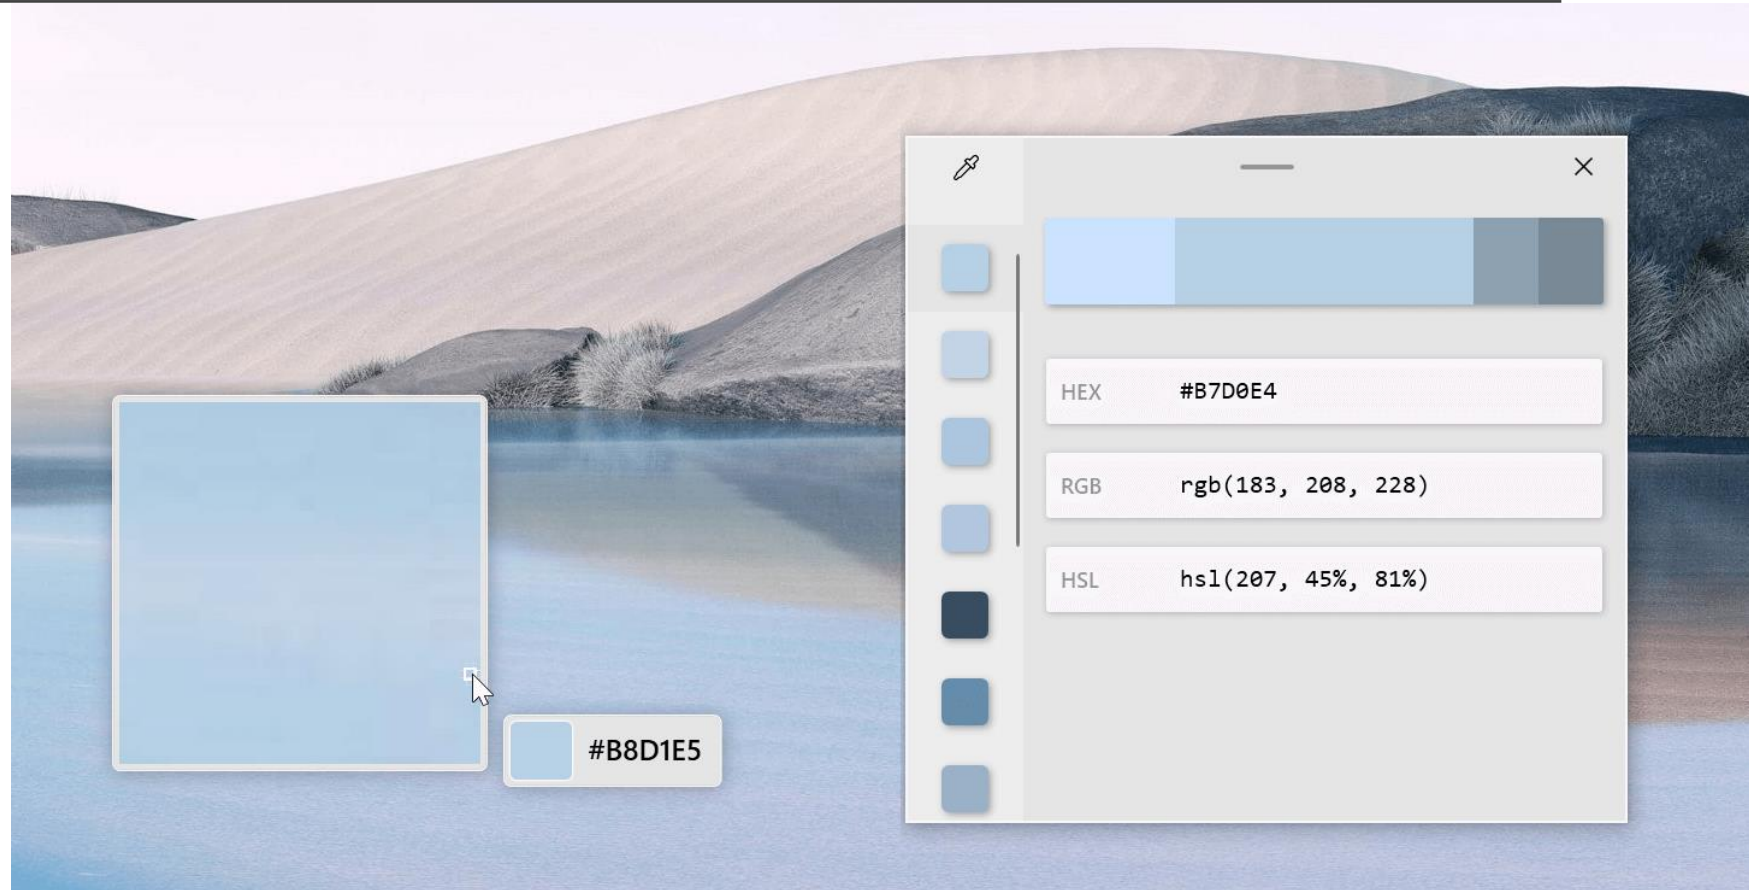 HEX #B7D0E4
RGB rgb(183, 208, 228)
HSL hsl(207, 45%, 81%)
#B8D1E5